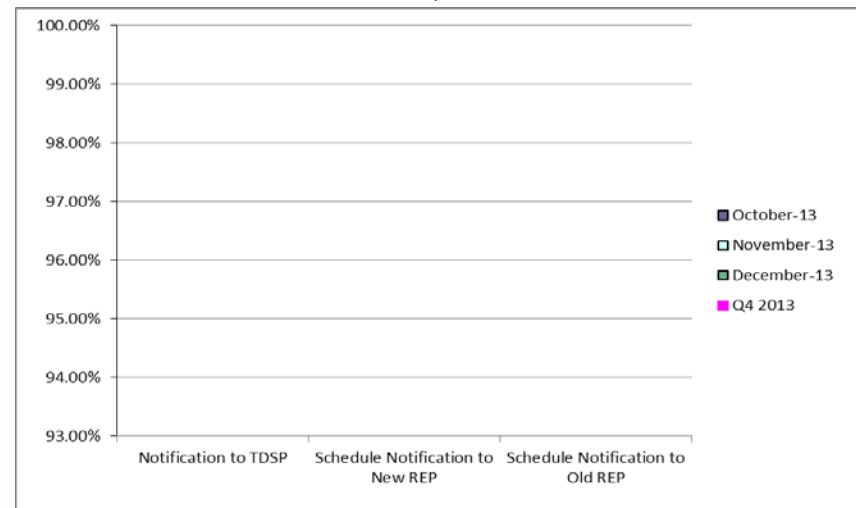 100.00%
99.00%
98.00%
97.00%
96.00%
95.00%
94.00%
93.00%
Notification to TDSP
Schedule Notification to
New REP
Schedule Notification to
Old REP
October-13
November-13
December-13
Q4 2013